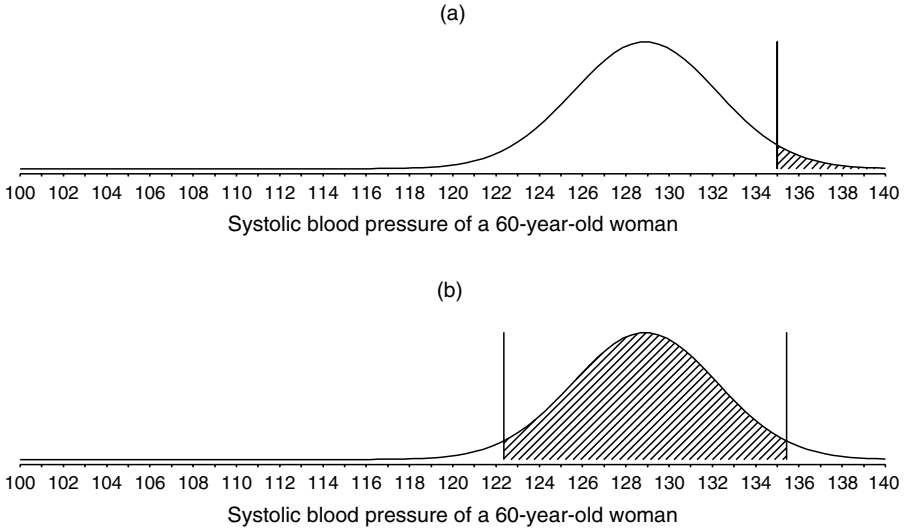 (a)
100 102 104 106 108 110 112 114 116 118 120 122 124 126 128 130 132 134 136 138 140
Systolic blood pressure of a 60-year-old woman
(b)
100 102 104 106 108 110 112 114 116 118 120 122 124 126 128 130 132 134 136 138 140
Systolic blood pressure of a 60-year-old woman